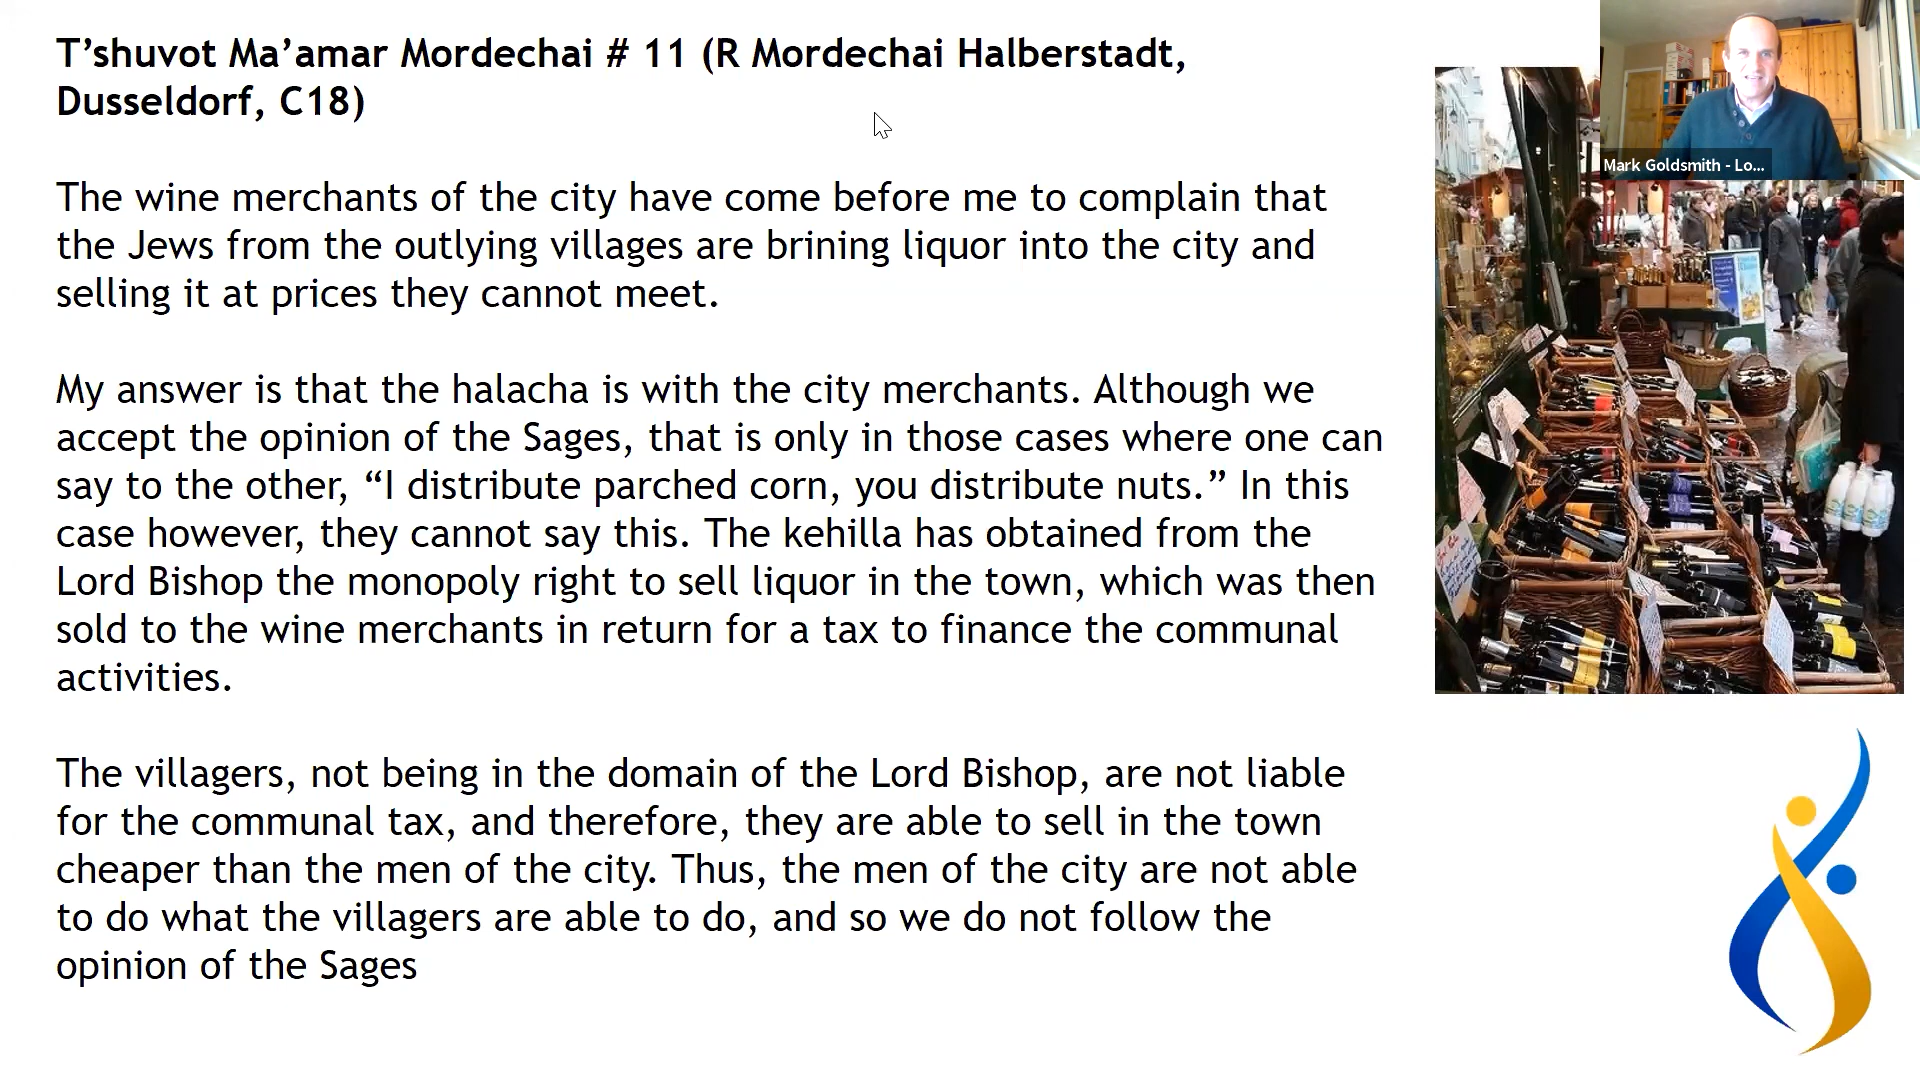 T’shuvot Ma’amar Mordechai # 11 (R Mordechai Halberstadt,
Dusseldorf, C18)
The wine merchants of the city have come before me to complain that
the Jews from the outlying villages are brining liquor into the city and
selling it at prices they cannot meet.
My answer is that the halacha is with the city merchants. Although we
accept the opinion of the Sages, that is only in those cases where one can
say to the other, “I distribute parched corn, you distribute nuts.” In this
case however, they cannot say this. The kehilla has obtained from the
Lord Bishop the monopoly right to sell liquor in the town, which was then
sold to the wine merchants in return for a tax to finance the communal
activities.
The villagers, not being in the domain of the Lord Bishop, are not liable
for the communal tax, and therefore, they are able to sell in the town
cheaper than the men of the city. Thus, the men of the city are not able
to do what the villagers are able to do, and so we do not follow the
opinion of the Sages
Mark Goldsmith - Lo...